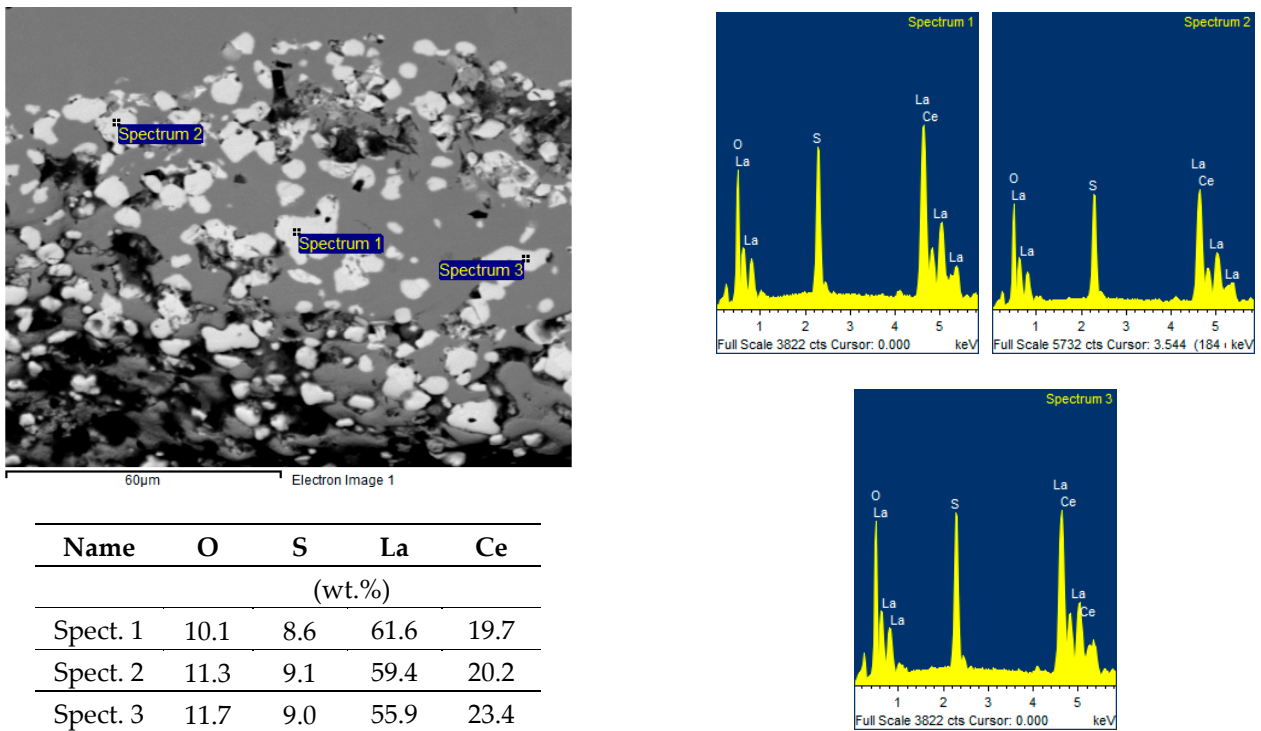 Spectrum 2
Spectrum 1
Spectrum 3
60µm Electron Image 1
Name O S La Ce
(wt.%)
Spect. 1 10.1 8.6 61.6 19.7
Spect. 2 11.3 9.1 59.4 20.2
Spect. 3 11.7 9.0 55.9 23.4
Spectrum 1
La
Ce
O
S
La
La
La
La
1 2 3 4 5
Full Scale 3822 cts Cursor: 0.000 keV
Spectrum 2
La
O
Ce
S
La
La
La
La
1 2 3 4 5
Full Scale 5732 cts Cursor: 3.544 (184 keV
Spectrum 3
La
O
Ce
S
La
La
La
Ce
La
1 2 3 4 5
Full Scale 3822 cts Cursor: 0.000 keV